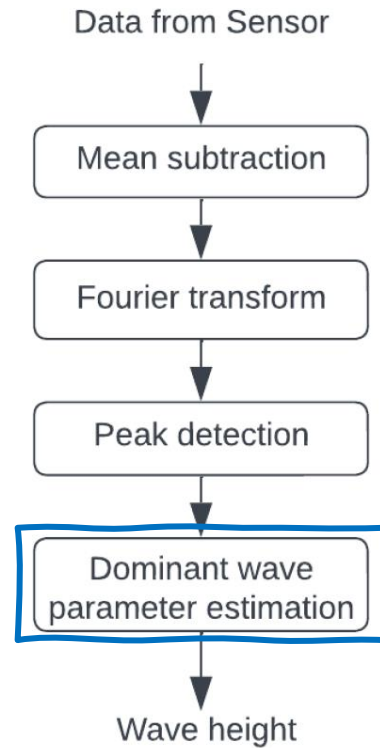 Data from Sensor
Mean subtraction
Fourier transform
Peak detection
Dominant wave
parameter estimation
Wave height